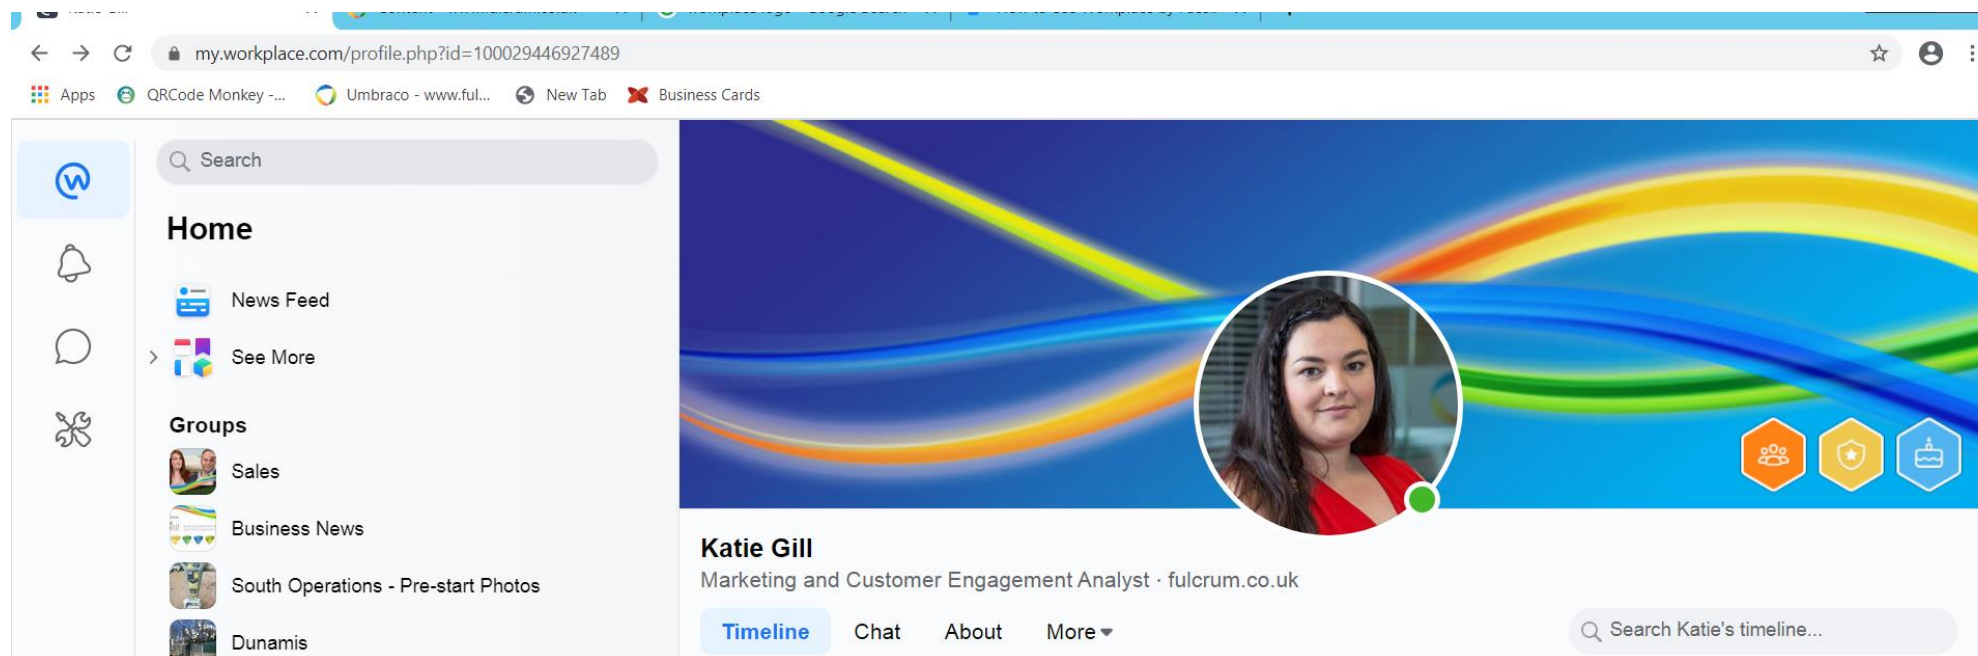 my.workplace.com/profile.php?id=100029446927489
Apps QRCode Monkey -... Umbraco - www.ful... New Tab Business Cards
Search
Home
News Feed
See More
Groups
Sales
Business News
South Operations - Pre-start Photos
Dunamis
Katie Gill
Marketing and Customer Engagement Analyst · fulcrum.co.uk
Timeline Chat About More
Search Katie's timeline...